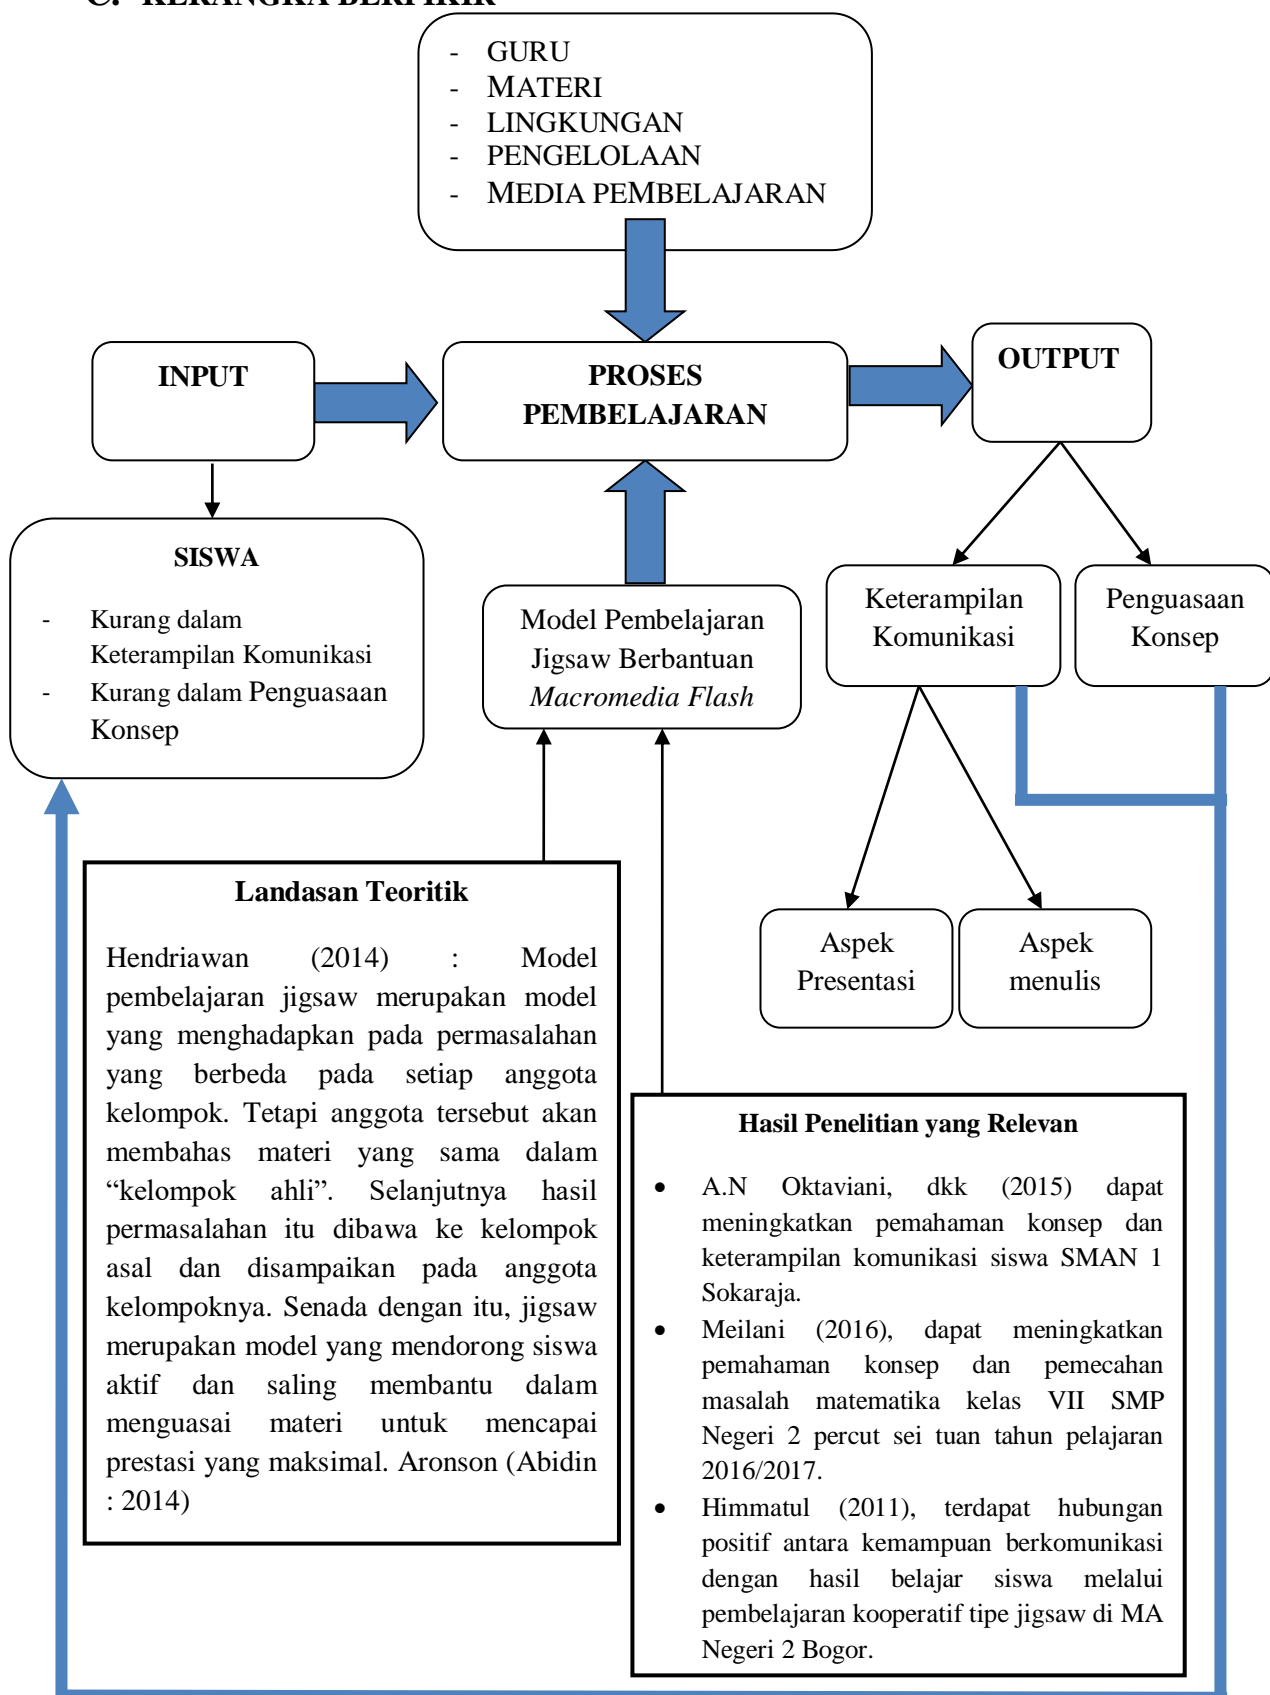 C. KERANGKA BERPIKIR
- GURU
- MATERI
- LINGKUNGAN
- PENGELOLAAN
- MEDIA PEMBELAJARAN
INPUT
PROSES
PEMBELAJARAN
OUTPUT
SISWA
- Kurang dalam
Keterampilan Komunikasi
- Kurang dalam Penguasaan
Konsep
Model Pembelajaran
Jigsaw Berbantuan
Macromedia Flash
Keterampilan
Komunikasi
Penguasaan
Konsep
Aspek
Presentasi
Aspek
menulis
Landasan Teoritik
Hendriawan (2014) : Model
pembelajaran jigsaw merupakan model
yang menghadapkan pada permasalahan
yang berbeda pada setiap anggota
kelompok. Tetapi anggota tersebut akan
membahas materi yang sama dalam
“kelompok ahli”. Selanjutnya hasil
permasalahan itu dibawa ke kelompok
asal dan disampaikan pada anggota
kelompoknya. Senada dengan itu, jigsaw
merupakan model yang mendorong siswa
aktif dan saling membantu dalam
menguasai materi untuk mencapai
prestasi yang maksimal. Aronson (Abidin
: 2014)
Hasil Penelitian yang Relevan
• A.N Oktaviani, dkk (2015) dapat
meningkatkan pemahaman konsep dan
keterampilan komunikasi siswa SMAN 1
Sokaraja.
• Meilani (2016), dapat meningkatkan
pemahaman konsep dan pemecahan
masalah matematika kelas VII SMP
Negeri 2 percut sei tuan tahun pelajaran
2016/2017.
• Himmatul (2011), terdapat hubungan
positif antara kemampuan berkomunikasi
dengan hasil belajar siswa melalui
pembelajaran kooperatif tipe jigsaw di MA
Negeri 2 Bogor.